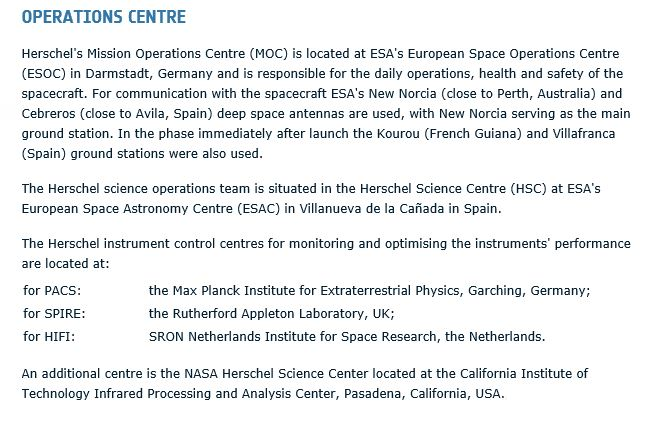 OPERATIONS CENTRE
Herschel's Mission Operations Centre (MOC) is located at ESA's European Space Operations Centre
(ESOC) in Darmstadt, Germany and is responsible for the daily operations, health and safety of the
spacecraft. For communication with the spacecraft ESA's New Norcia (close to Perth, Australia) and
Cebreros (close to Avila, Spain) deep space antennas are used, with New Norcia serving as the main
ground station. In the phase immediately after launch the Kourou (French Guiana) and Villafranca
(Spain) ground stations were also used.
The Herschel science operations team is situated in the Herschel Science Centre (HSC) at ESA's
European Space Astronomy Centre (ESAC) in Villanueva de la Cañada in Spain.
The Herschel instrument control centres for monitoring and optimising the instruments' performance
are located at:
for PACS: the Max Planck Institute for Extraterrestrial Physics, Garching, Germany;
for SPIRE: the Rutherford Appleton Laboratory, UK;
for HIFI: SRON Netherlands Institute for Space Research, the Netherlands.
An additional centre is the NASA Herschel Science Center located at the California Institute of
Technology Infrared Processing and Analysis Center, Pasadena, California, USA.